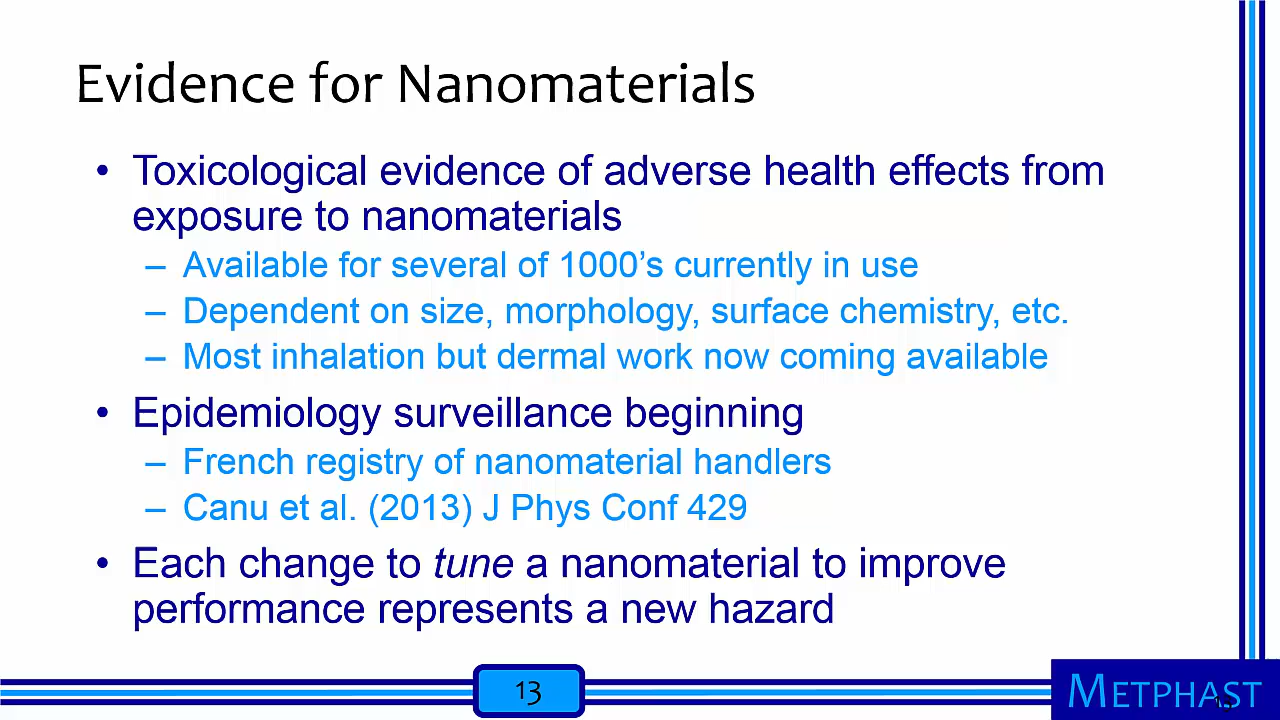 Evidence for Nanomaterials
• Toxicological evidence of adverse health effects from
exposure to nanomaterials
– Available for several of 1000’s currently in use
– Dependent on size, morphology, surface chemistry, etc.
– Most inhalation but dermal work now coming available
• Epidemiology surveillance beginning
– French registry of nanomaterial handlers
– Canu et al. (2013) J Phys Conf 429
• Each change to tune a nanomaterial to improve
performance represents a new hazard
13
METPHAST
13